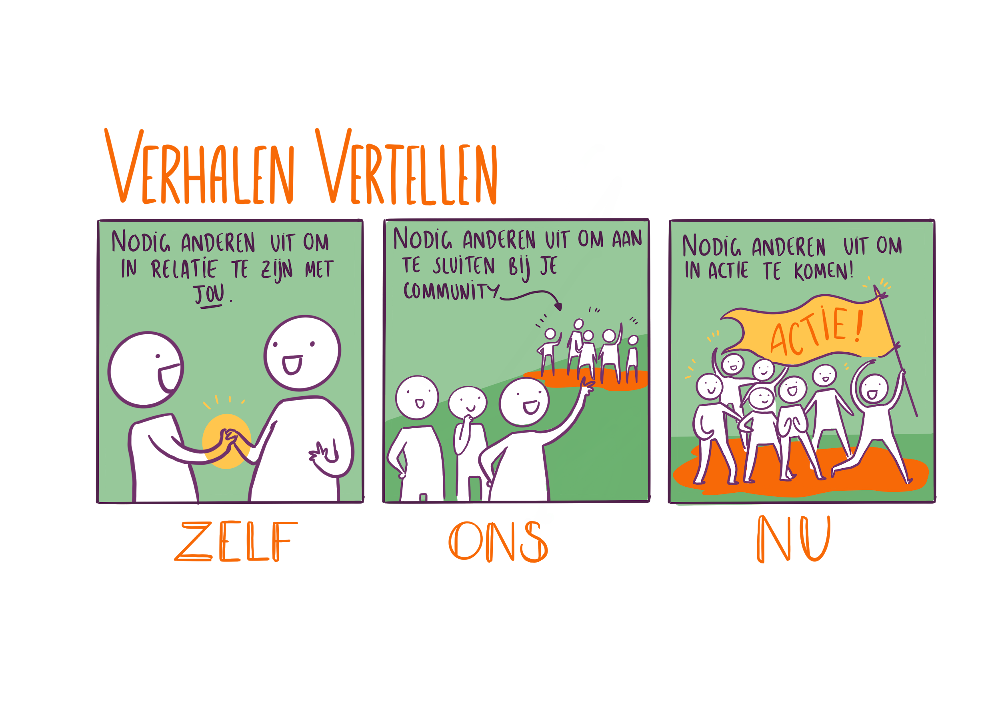 VERHALEN VERTELLEN
NODIG ANDEREN UIT OM
IN RELATIE TE ZIJN MET
JOU.
ZELF
NODIG ANDEREN UIT OM AAN
TE SLUITEN BIJ JE
COMMUNITY
ONS
NODIG ANDEREN UIT OM
IN ACTIE TE KOMEN!
ACTIE!
NU